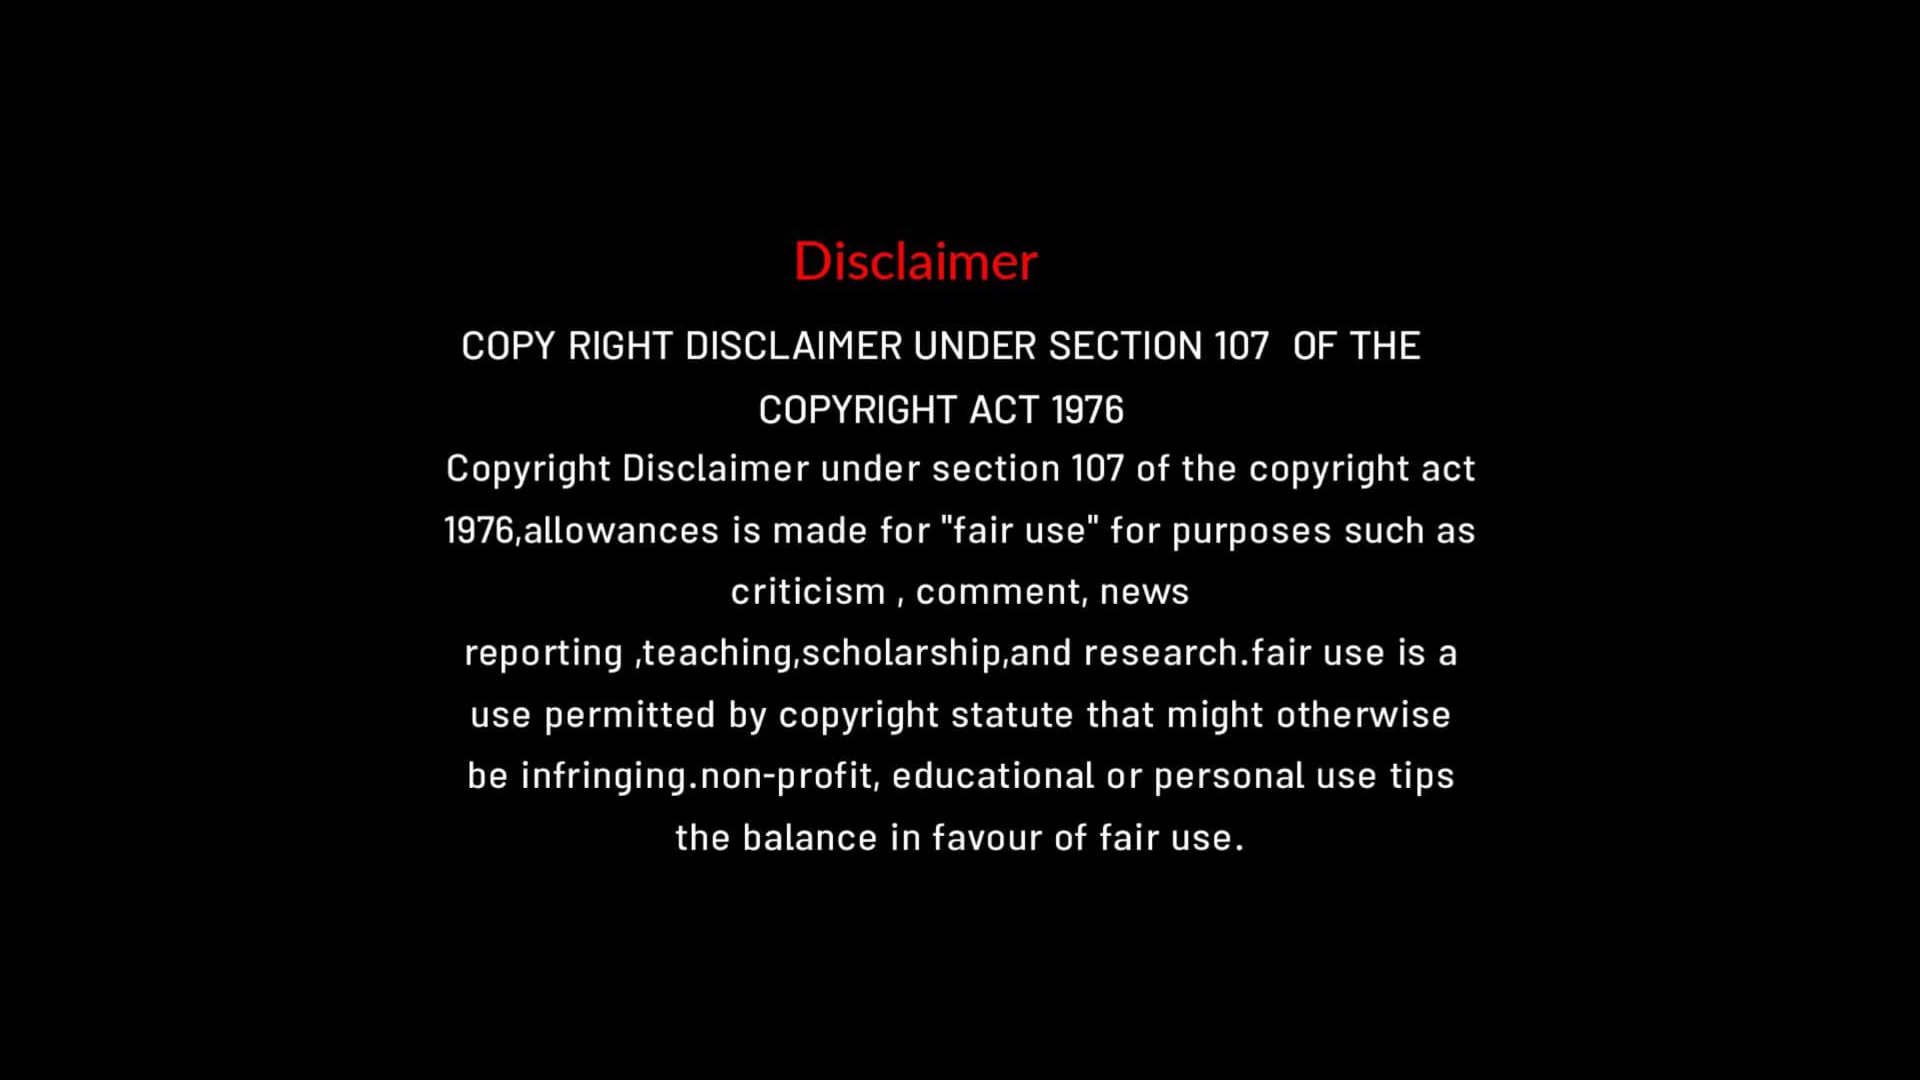 Disclaimer
COPY RIGHT DISCLAIMER UNDER SECTION 107  OF THE
COPYRIGHT ACT 1976
Copyright Disclaimer under section 107 of the copyright act
1976,allowances is made for "fair use" for purposes such as
criticism , comment, news
reporting ,teaching,scholarship,and research.fair use is a
use permitted by copyright statute that might otherwise
be infringing.non-profit, educational or personal use tips
the balance in favour of fair use.